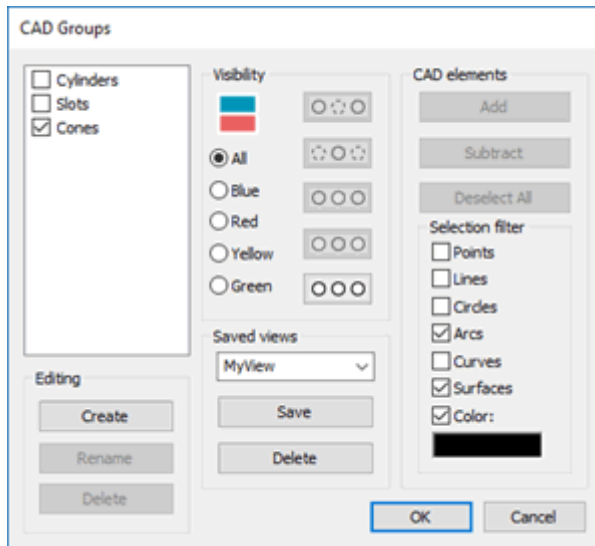 CAD Groups
Cylinders
Slots
Cones
Editing
Create
Rename
Delete
Visibility
All
Blue
Red
Yellow
Green
Saved views
MyView
Save
Delete
CAD elements
Add
Subtract
Deselect All
Selection filter
Points
Lines
Circles
Arcs
Curves
Surfaces
Color:
OK
Cancel